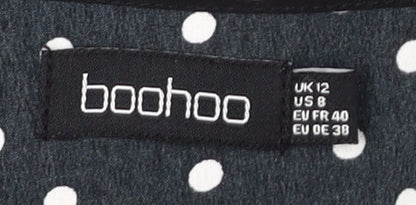 boohoo
UK 12
US 8
EU FR 40
EU DE 38